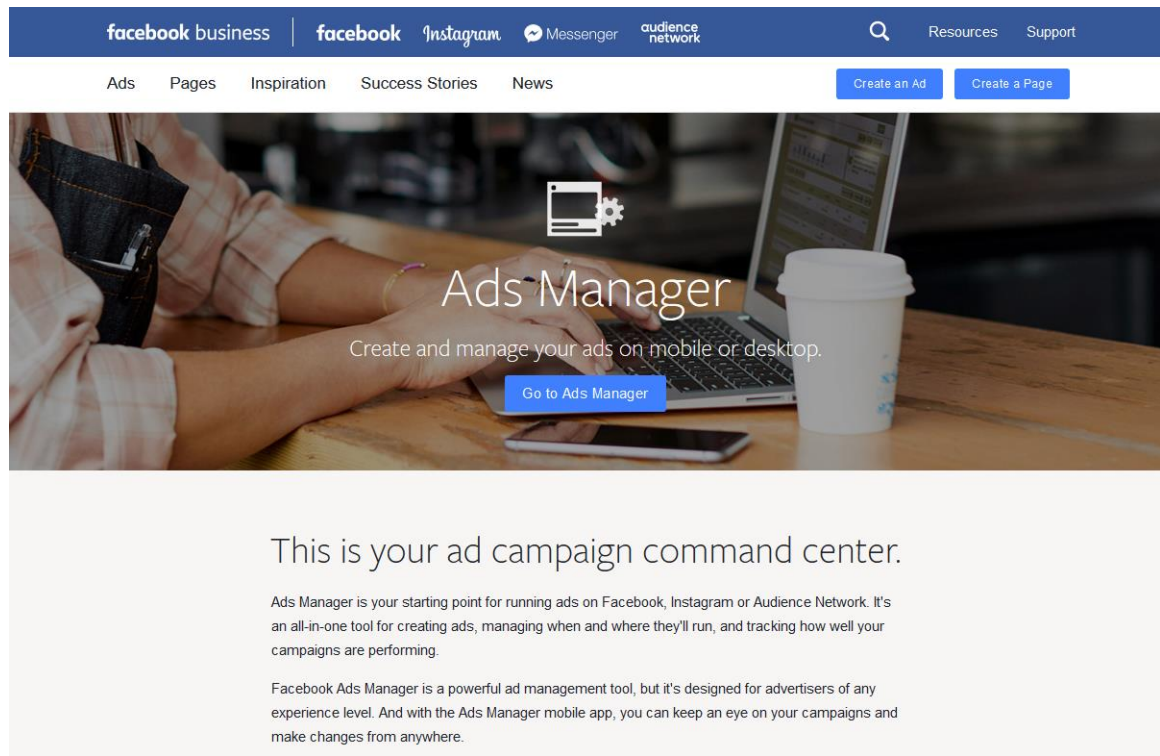 facebook business facebook Instagram Messenger audience network Resources Support
Ads Pages Inspiration Success Stories News Create an Ad Create a Page
Ads Manager
Create and manage your ads on mobile or desktop.
Go to Ads Manager
This is your ad campaign command center.
Ads Manager is your starting point for running ads on Facebook, Instagram or Audience Network. It's
an all-in-one tool for creating ads, managing when and where they'll run, and tracking how well your
campaigns are performing.
Facebook Ads Manager is a powerful ad management tool, but it's designed for advertisers of any
experience level. And with the Ads Manager mobile app, you can keep an eye on your campaigns and
make changes from anywhere.